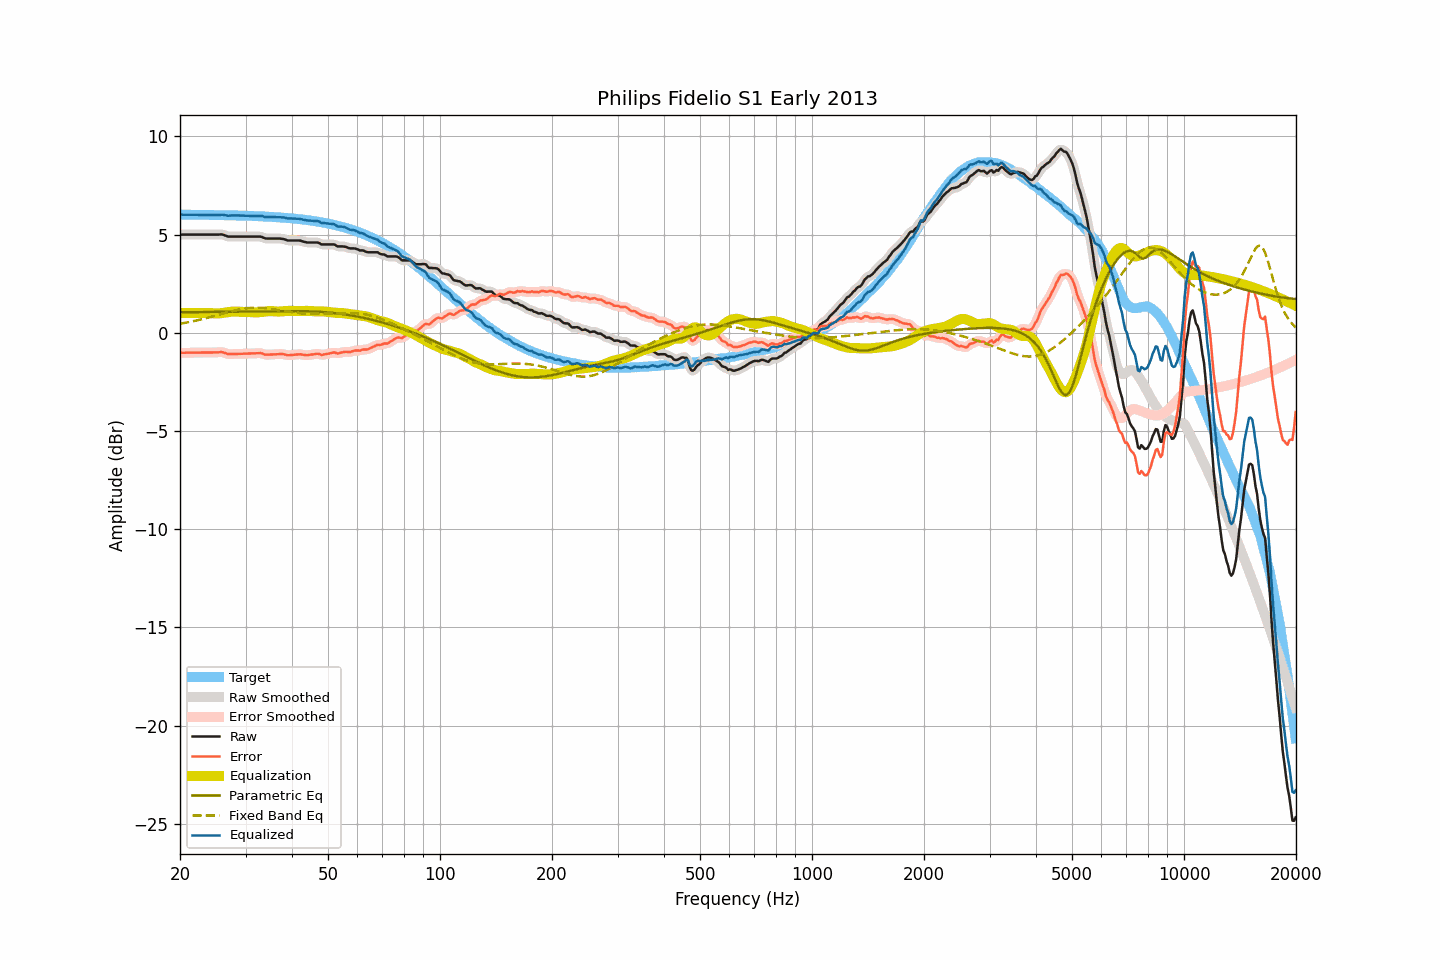 Philips Fidelio S1 Early 2013
Amplitude (dBr)
10
5
0
−5
−10
−15
−20
−25
Target
Raw Smoothed
Error Smoothed
Raw
Error
Equalization
Parametric Eq
Fixed Band Eq
Equalized
20 50 100 200 500 1000 2000 5000 10000 20000
Frequency (Hz)